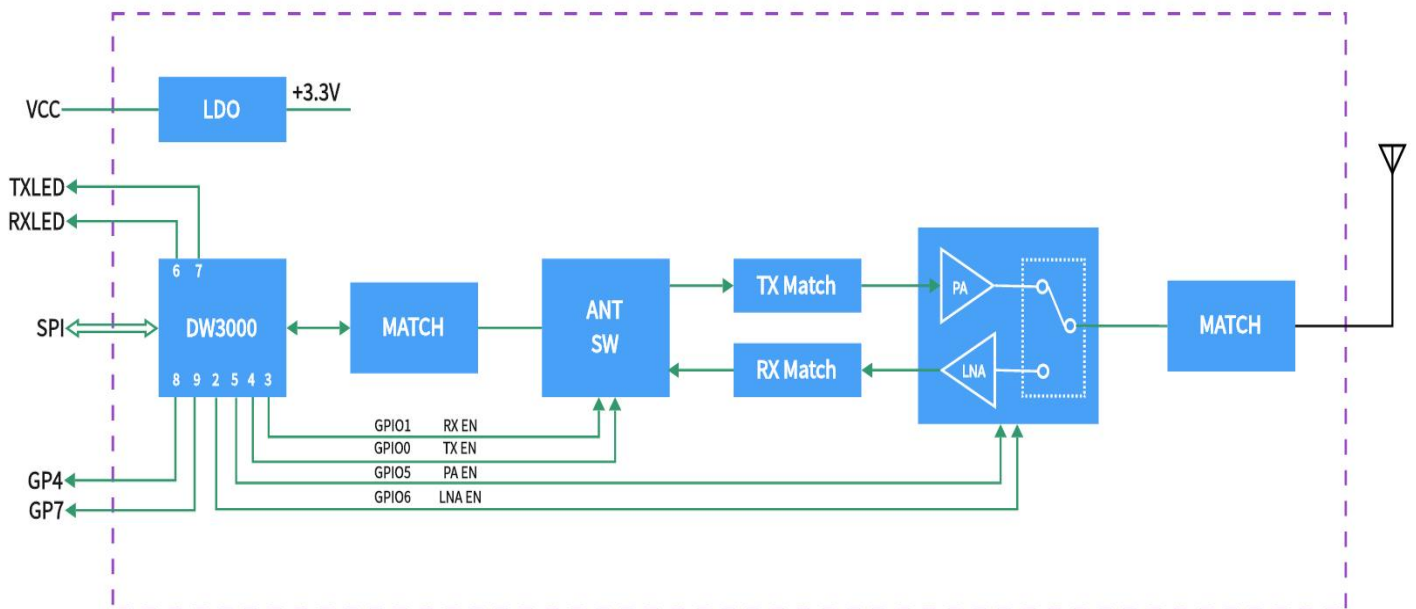 VCC
LDO
+3.3V
TXLED
RXLED
6 7
SPI
DW3000
8 9 2 5 4 3
MATCH
ANT
SW
TX Match
RX Match
PA
LNA
MATCH
GPIO1 RX EN
GPIO0 TX EN
GPIO5 PA EN
GPIO6 LNA EN
GP4
GP7